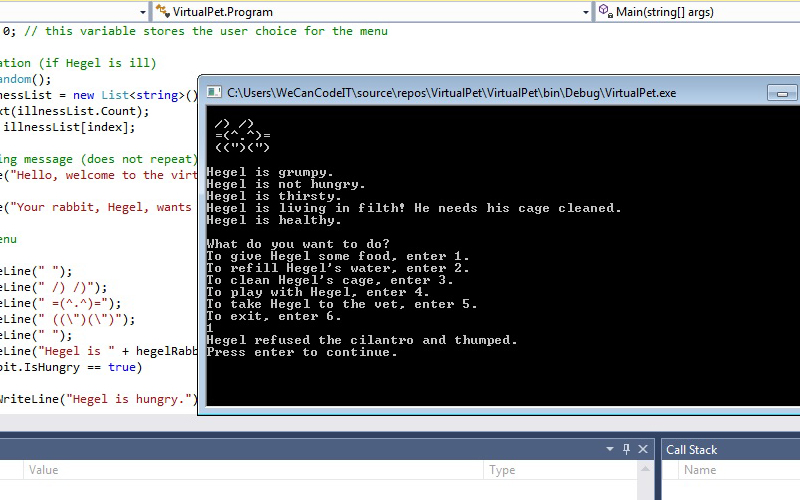 VirtualPet.Program
Main(string[] args)
0; // this variable stores the user choice for the menu
ation (if Hegel is ill)
andom();
nessList = new List<string>()
xt(illnessList.Count);
illnessList[index];
ng message (does not repeat)
e("Hello, welcome to the virt
e("Your rabbit, Hegel, wants
enu
eLine(" ");
eLine(" /) /)");
eLine(" =(^.^)=");
eLine(" ((\")(\")");
eLine(" ");
eLine("Hegel is " + hegelRabb
bit.IsHungry == true)
WriteLine("Hegel is hungry.")
C:\Users\WeCanCodeIT\source\repos\VirtualPet\VirtualPet\bin\Debug\VirtualPet.exe
/) /)
=(^.^)=
((")(")
Hegel is grumpy.
Hegel is not hungry.
Hegel is thirsty.
Hegel is living in filth! He needs his cage cleaned.
Hegel is healthy.
What do you want to do?
To give Hegel some food, enter 1.
To refill Hegel's water, enter 2.
To clean Hegel's cage, enter 3.
To play with Hegel, enter 4.
To take Hegel to the vet, enter 5.
To exit, enter 6.
1
Hegel refused the cilantro and thumped.
Press enter to continue.
Value
Type
Call Stack
Name